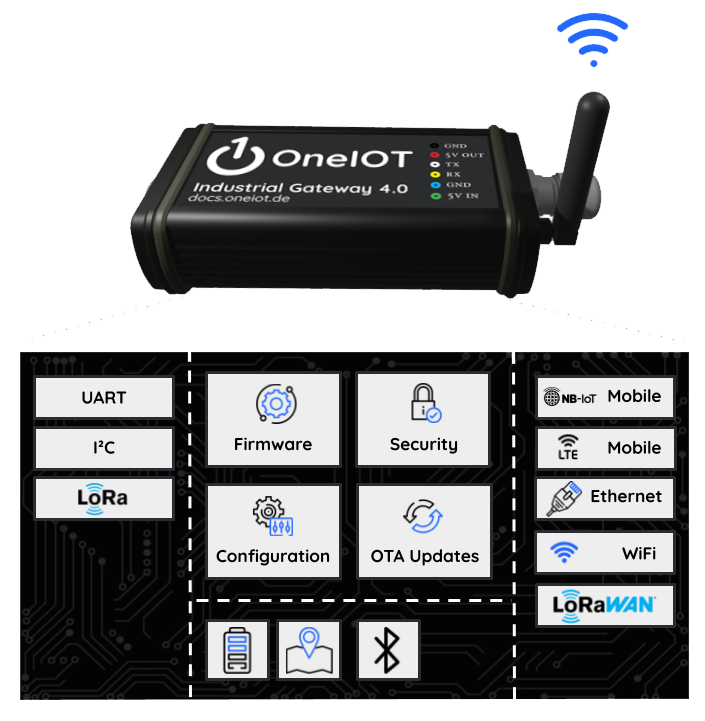 OneIOT
Industrial Gateway 4.0
docs.oneiot.de
GND
5V OUT
TX
RX
GND
5V IN
UART
I²C
LoRa
Firmware
Security
Configuration
OTA Updates
NB-IoT Mobile
LTE Mobile
Ethernet
WiFi
LoRaWAN